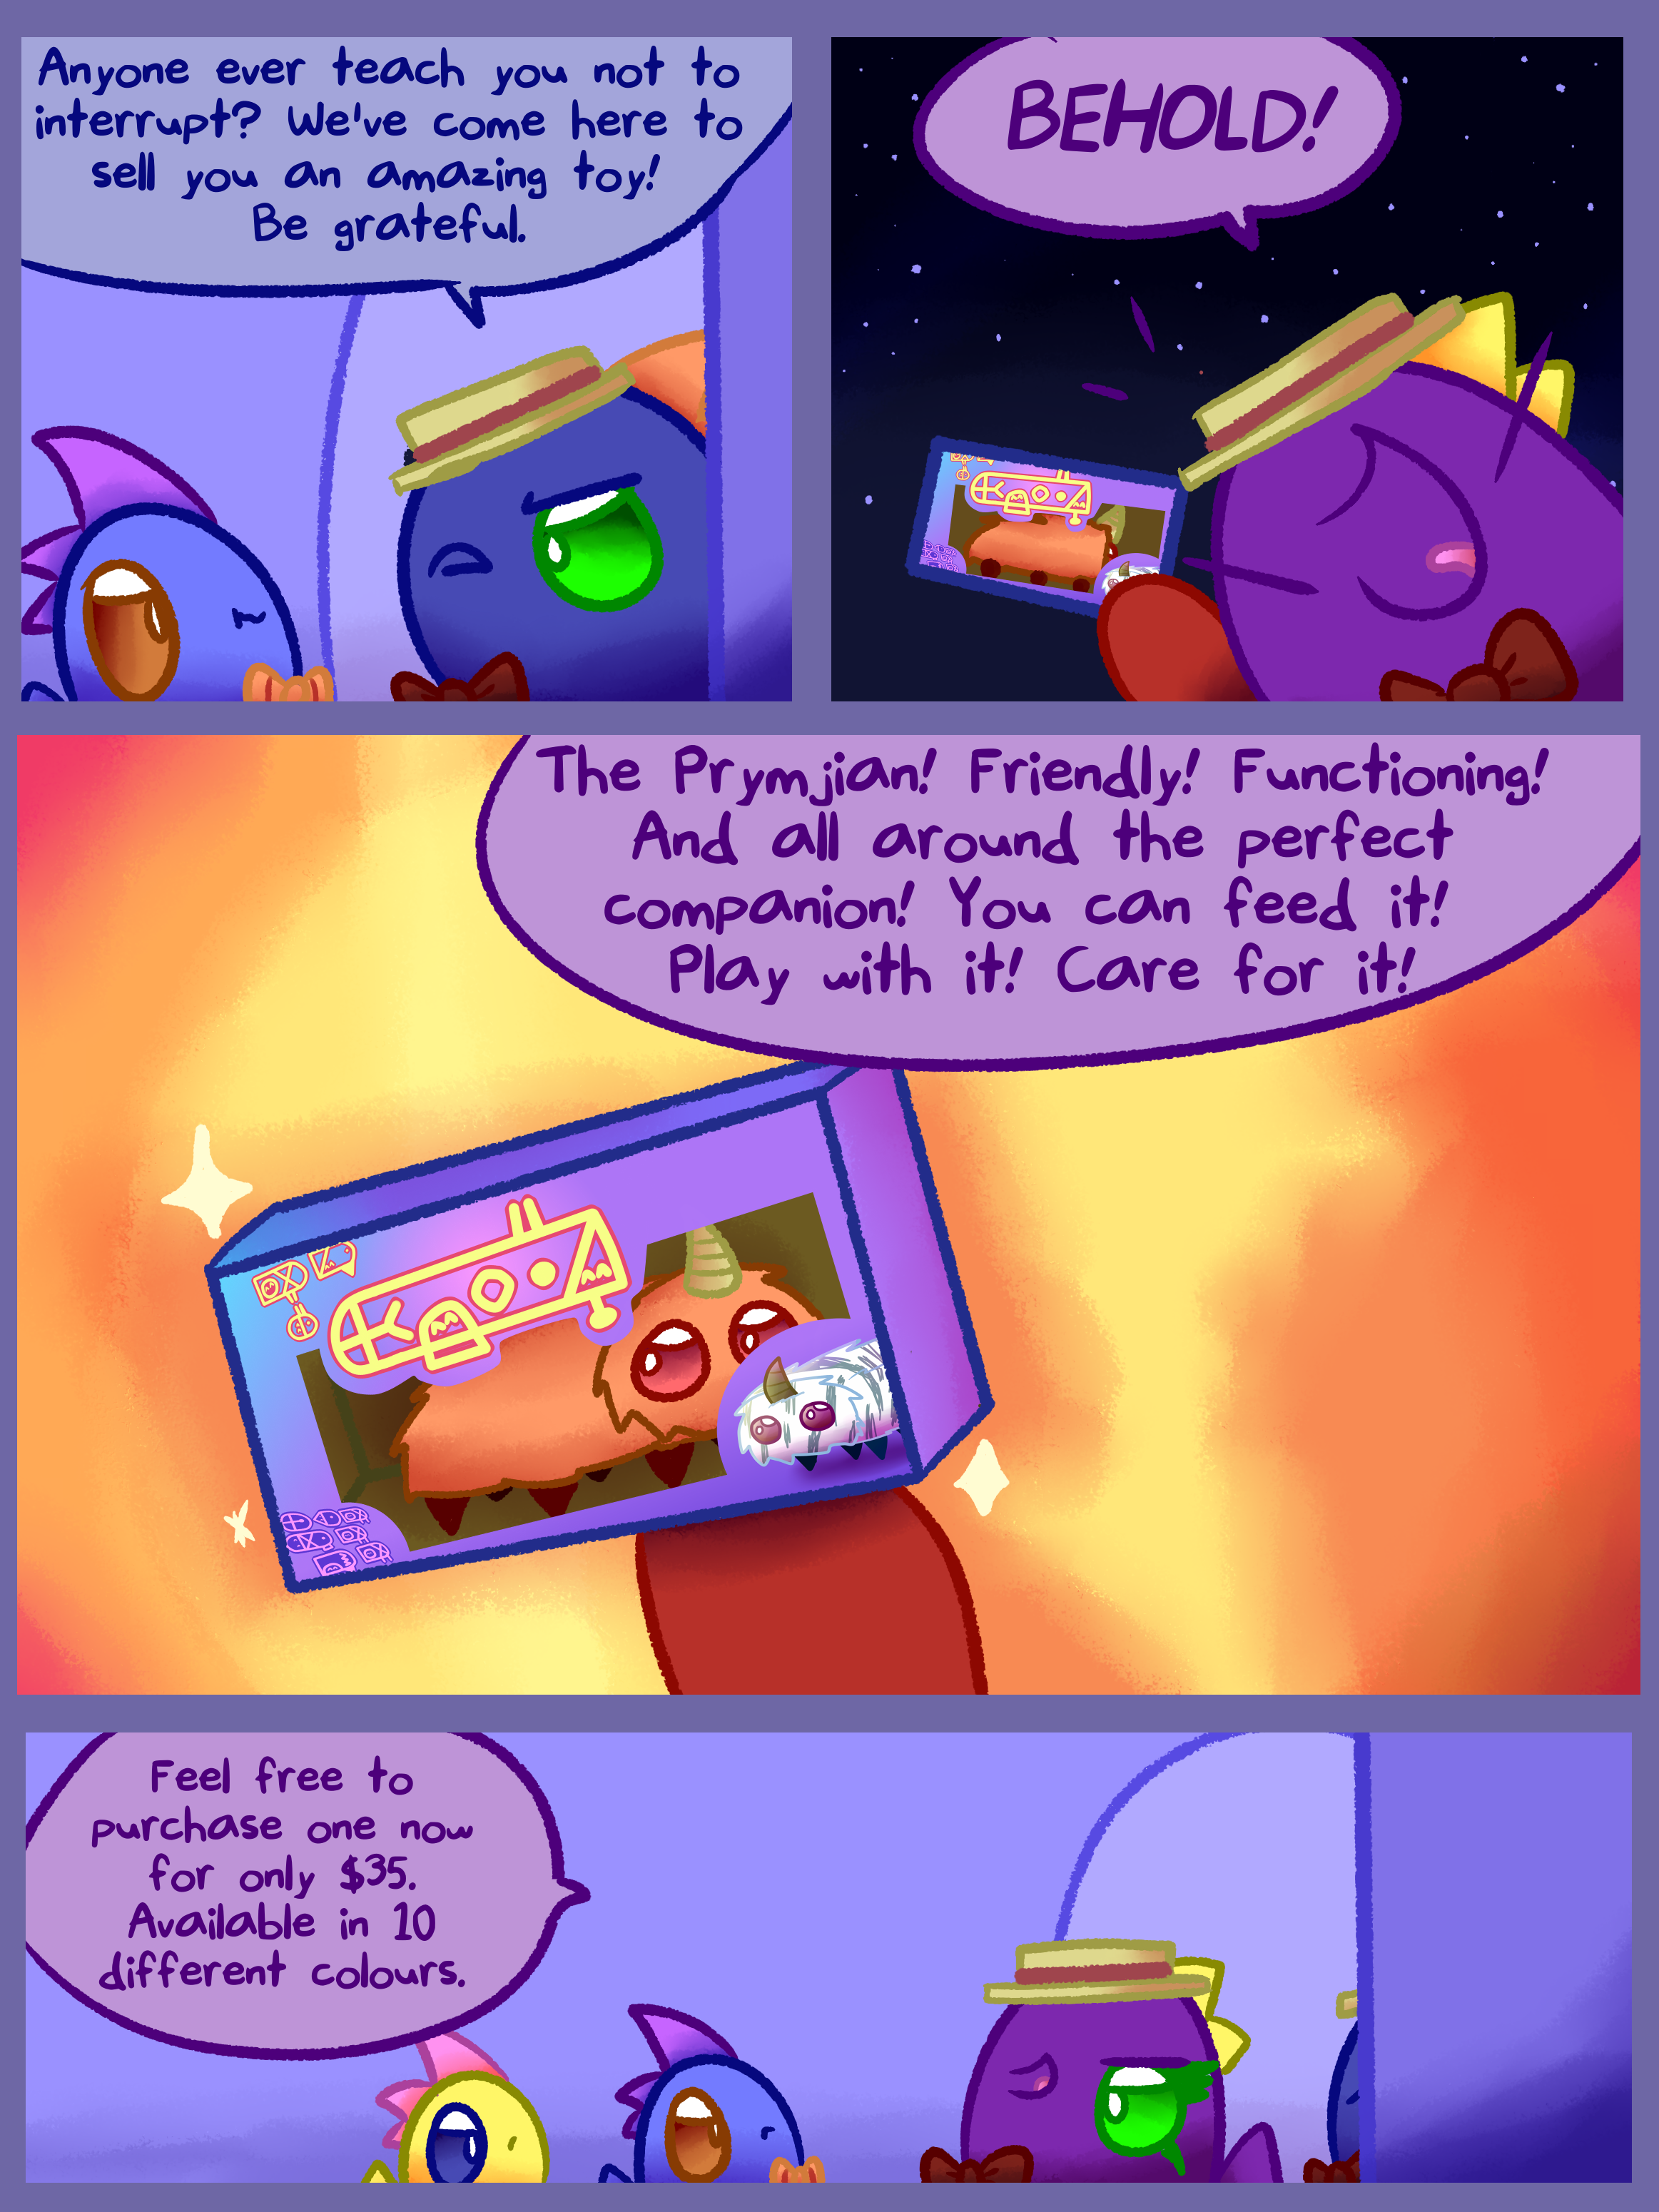 Anyone ever teach you not to
interrupt? We've come here to
sell you an amazing toy!
Be grateful.
BEHOLD!
The Prymjian! Friendly! Functioning!
And all around the perfect
companion! You can feed it!
Play with it! Care for it!
Feel free to
purchase one now
for only $35.
Available in 10
different colours.